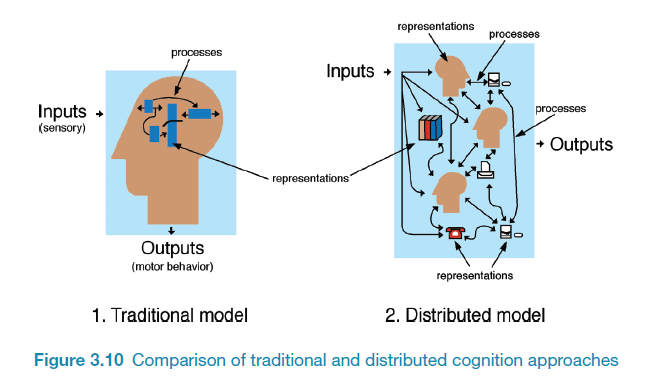 processes
Inputs
(sensory)
representations
Outputs
(motor behavior)
1. Traditional model
representations
processes
Inputs
processes
Outputs
representations
2. Distributed model
Figure 3.10 Comparison of traditional and distributed cognition approaches